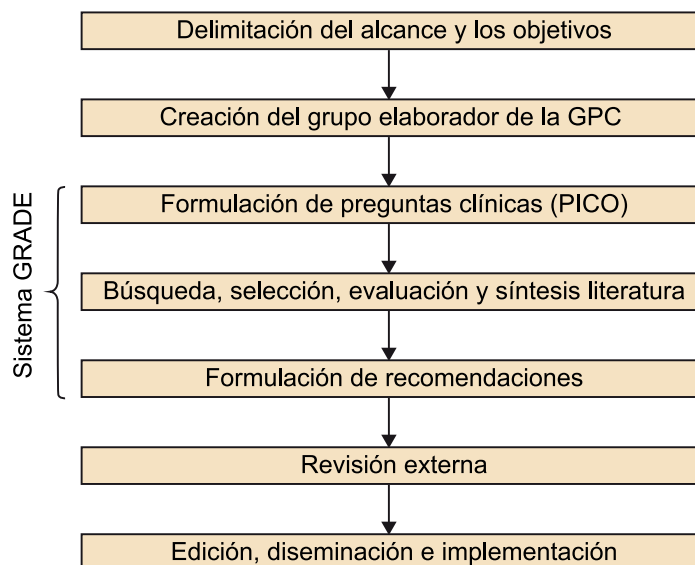 Delimitación del alcance y los objetivos
Creación del grupo elaborador de la GPC
Sistema GRADE
Formulación de preguntas clínicas (PICO)
Búsqueda, selección, evaluación y síntesis literatura
Formulación de recomendaciones
Revisión externa
Edición, diseminación e implementación